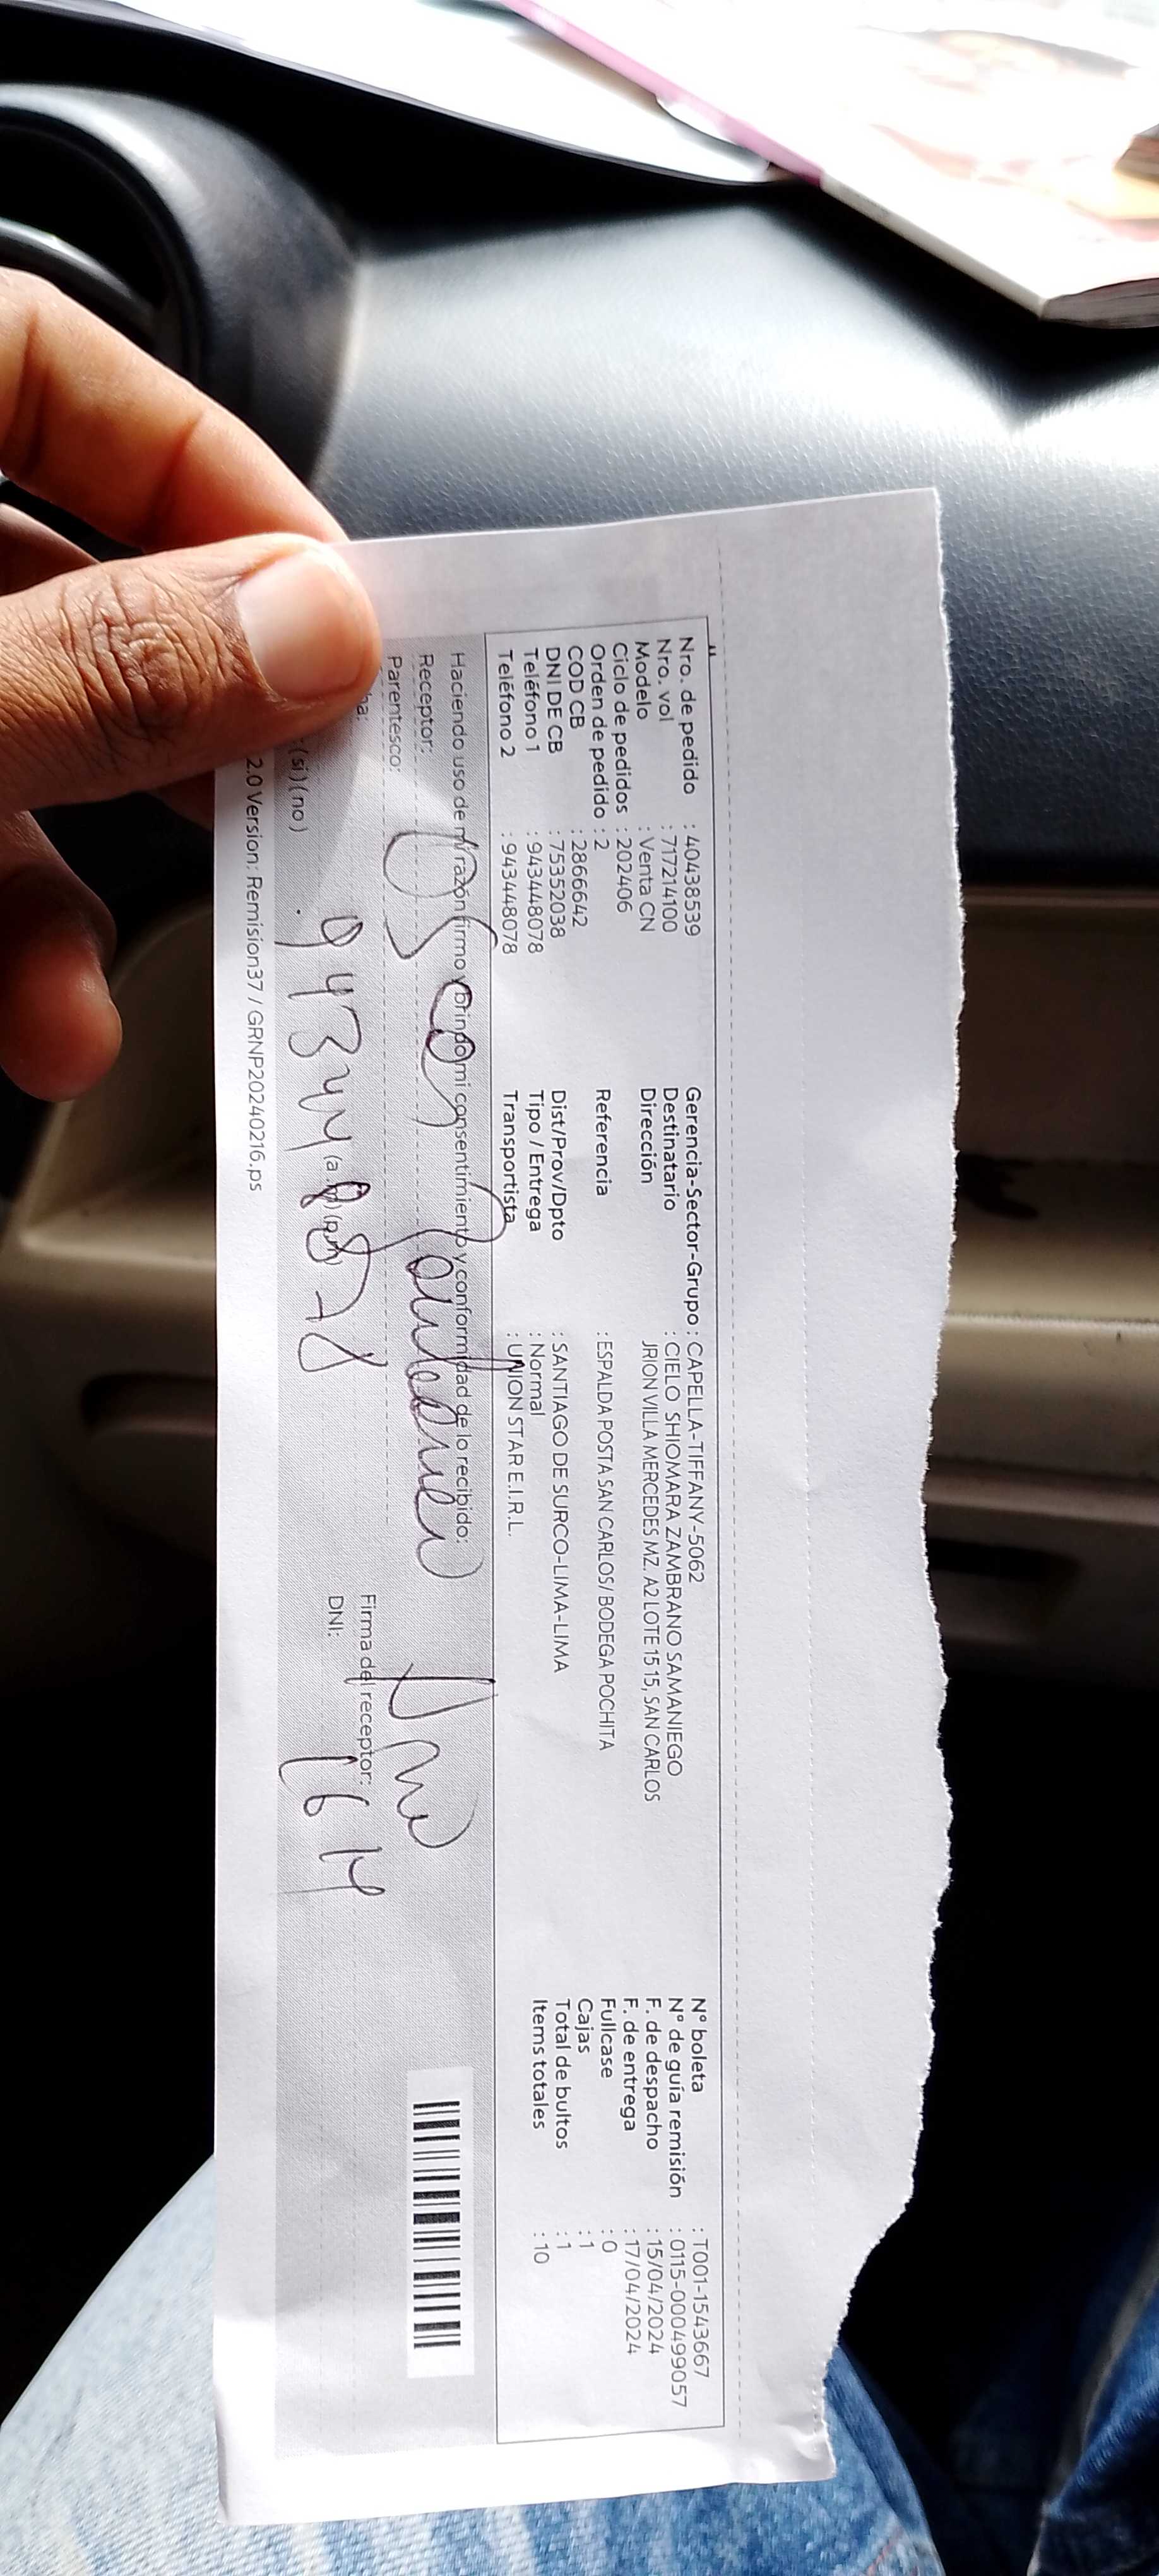 Nro. de pedido : 40438539
Nro. vol : 717214100
Modelo : Venta CN
Ciclo de pedidos : 202406
Orden de pedido : 2
COD CB : 2866642
DNI DE CB : 75352038
Teléfono 1 : 943448078
Teléfono 2 : 943448078
Gerencia-Sector-Grupo : CAPELLA-TIFFANY-5062
Destinatario : CIELO SHIOMARA ZAMBRANO SAMANIEGO
Dirección JRION VILLA MERCEDES MZ. A2 LOTE 15 15, SAN CARLOS
Referencia : ESPALDA POSTA SAN CARLOS/ BODEGA POCHITA
Dist/Prov/Dpto : SANTIAGO DE SURCO-LIMA-LIMA
Tipo / Entrega : Normal
Transportista : UNION STAR E.I.R.L.
N° boleta : T001-1543667
N° de guía remisión : 0115-000499057
F. de despacho : 15/04/2024
F. de entrega : 17/04/2024
Fullcase : 0
Cajas : 1
Total de bultos : 1
Items totales : 10
Haciendo uso de mi razón firmo y brindo mi consentimiento y conformidad de lo recibido:
Receptor:
Parentesco:
Firma del receptor:
DNI:
(si) (no)
2.0 Version: Remision37 / GRNP20240216.ps